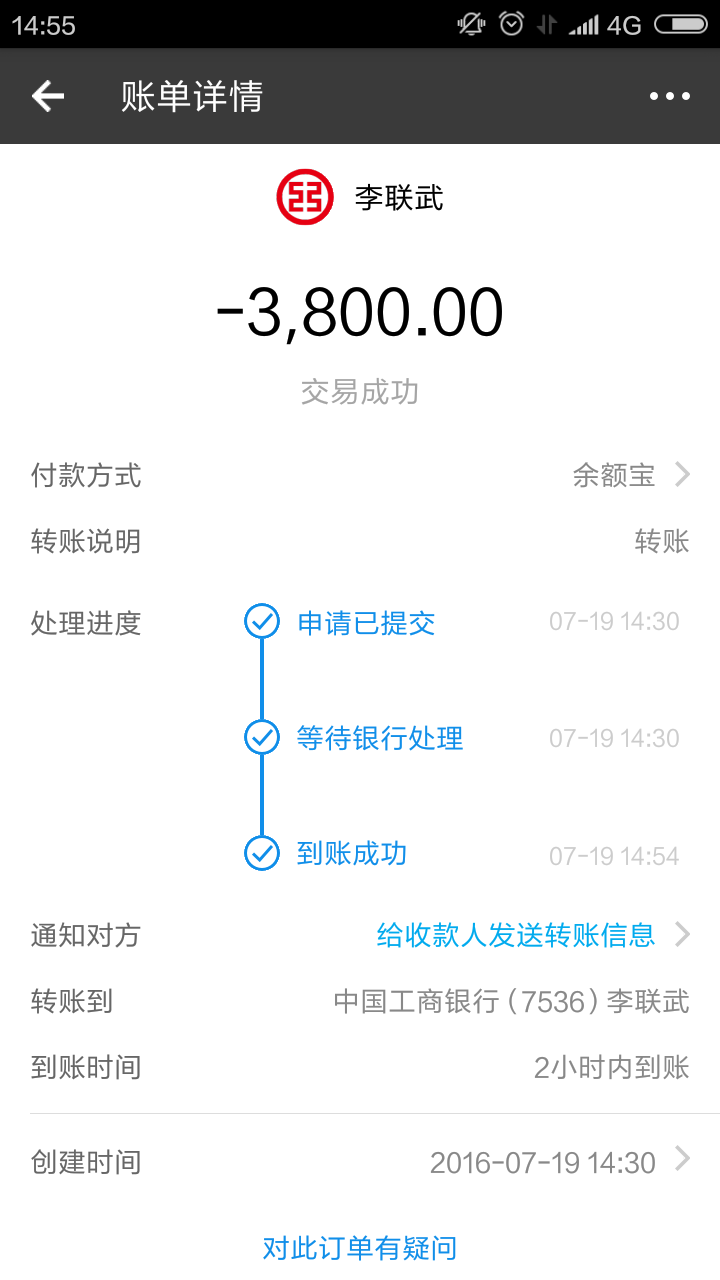 14:55 4G
账单详情
李联武
-3,800.00
交易成功
付款方式 余额宝
转账说明 转账
处理进度 申请已提交 07-19 14:30
等待银行处理 07-19 14:30
到账成功 07-19 14:54
通知对方 给收款人发送转账信息
转账到 中国工商银行（7536）李联武
到账时间 2小时内到账
创建时间 2016-07-19 14:30
对此订单有疑问